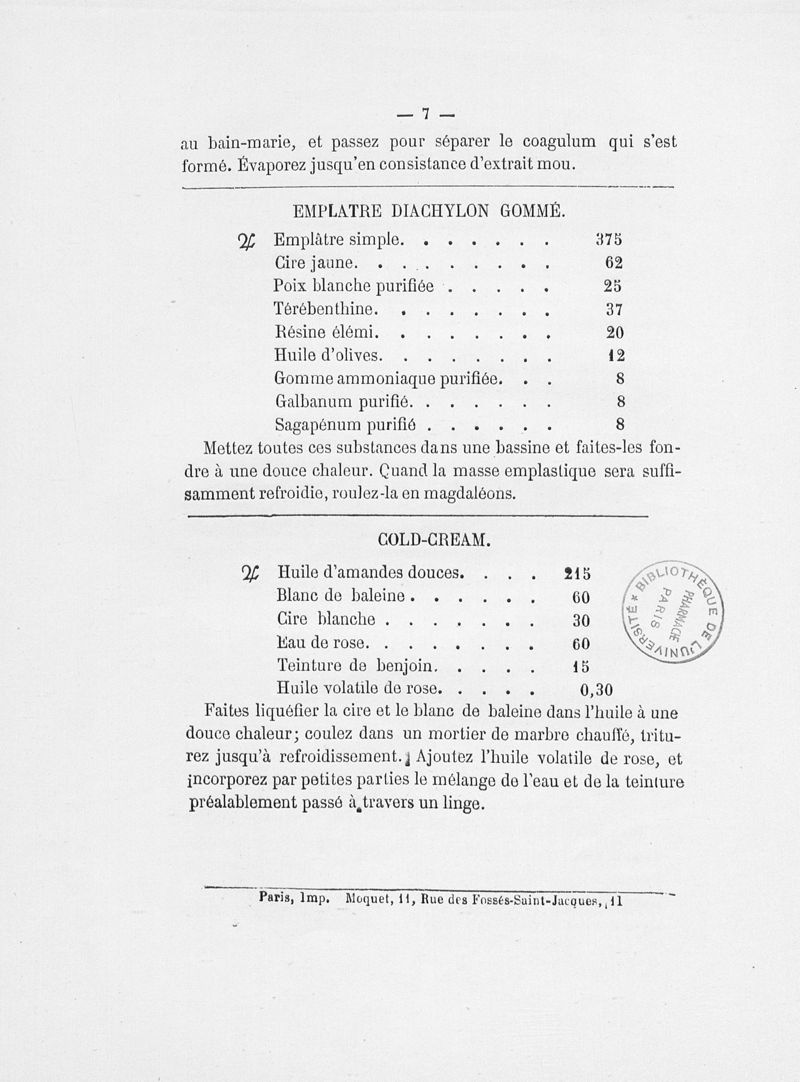 — 7 —
au bain-marie, et passez pour séparer le coagulum qui s'est
formé. Évaporez jusqu'en consistance d'extrait mou.
EMPLATRE DIACHYLON GOMMÉ.
♃ Emplâtre simple. . . . . . . 375
Cire jaune. . . . . . . . . 62
Poix blanche purifiée . . . . . 25
Térébenthine. . . . . . . . 37
Résine élémi. . . . . . . . 20
Huile d'olives. . . . . . . . 12
Gomme ammoniaque purifiée. . . 8
Galbanum purifié. . . . . . . 8
Sagapénum purifié . . . . . . 8
Mettez toutes ces substances dans une bassine et faites-les fon-
dre à une douce chaleur. Quand la masse emplastique sera suffi-
samment refroidie, roulez-la en magdaléons.
COLD-CREAM.
♃ Huile d'amandes douces. . . . 215
Blanc de baleine . . . . . . 60
Cire blanche . . . . . . . 30
Eau de rose. . . . . . . . 60
Teinture de benjoin. . . . . 15
Huile volatile de rose. . . . . 0,30
Faites liquéfier la cire et le blanc de baleine dans l'huile à une
douce chaleur; coulez dans un mortier de marbre chauffé, tritu-
rez jusqu'à refroidissement. Ajoutez l'huile volatile de rose, et
incorporez par petites parties le mélange de l'eau et de la teinture
préalablement passé à travers un linge.
BIBLIOTHÈQUE DE L'UNIVERSITÉ
PHARMACIE
PARIS
Paris, Imp. Moquet, 11, Rue des Fossés-Saint-Jacques, 11